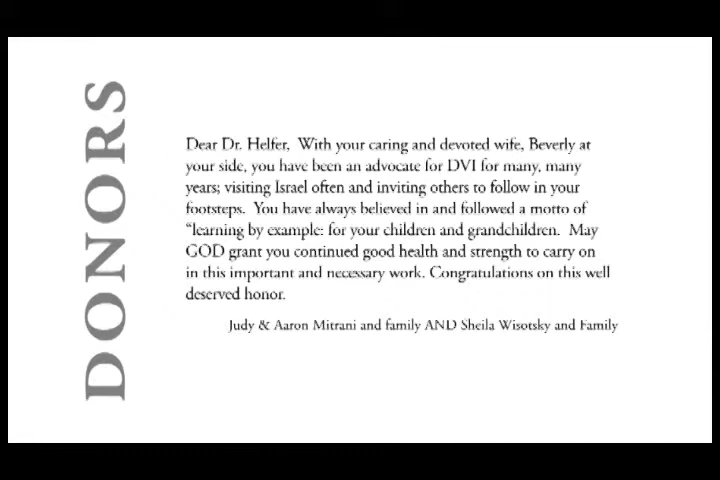 DONORS
Dear Dr. Helfer, With your caring and devoted wife, Beverly at
your side, you have been an advocate for DVI for many, many
years; visiting Israel often and inviting others to follow in your
footsteps. You have always believed in and followed a motto of
“learning by example: for your children and grandchildren. May
GOD grant you continued good health and strength to carry on
in this important and necessary work. Congratulations on this well
deserved honor.
Judy & Aaron Mitrani and family AND Sheila Wisotsky and Family